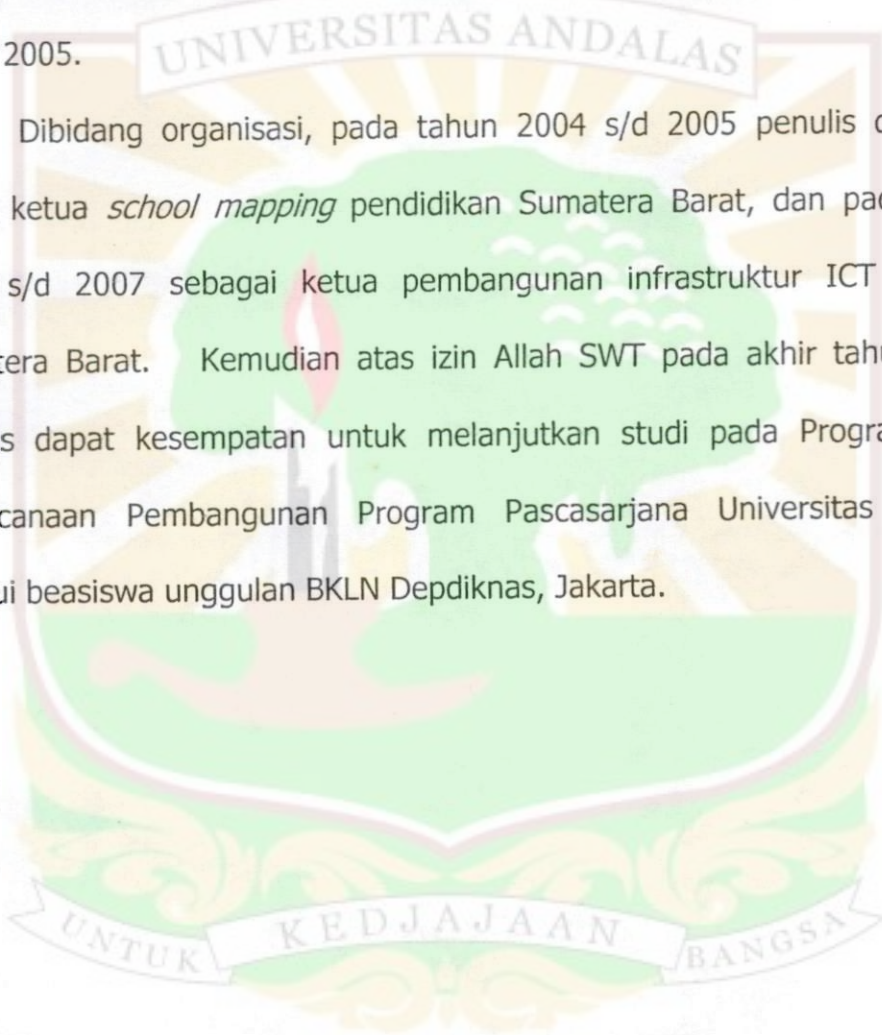 UNIVERSITAS ANDALAS
2005.
Dibidang organisasi, pada tahun 2004 s/d 2005 penulis
ketua school mapping pendidikan Sumatera Barat, dan
s/d 2007 sebagai ketua pembangunan infrastruktur ICT
Barat. Kemudian atas izin Allah SWT pada akhir
dapat kesempatan untuk melanjutkan studi pada
Pembangunan Program Pascasarjana Universitas
beasiswa unggulan BKLN Depdiknas, Jakarta.
UNTUK KEDJAJAAN BANGSA